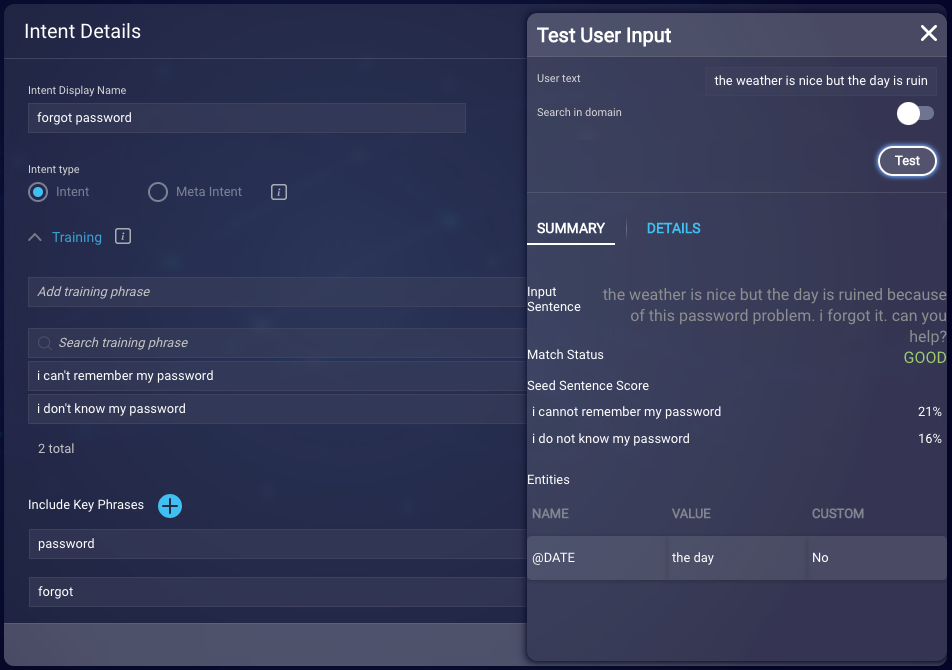 Intent Details
Intent Display Name
forgot password
Intent type
Intent
Meta Intent
i
Training
i
Add training phrase
Search training phrase
i can't remember my password
i don't know my password
2 total
Include Key Phrases
password
forgot
Test User Input
User text
the weather is nice but the day is ruin
Search in domain
Test
SUMMARY
DETAILS
Input
Sentence
the weather is nice but the day is ruined because
of this password problem. i forgot it. can you
help?
Match Status
GOOD
Seed Sentence Score
i cannot remember my password 21%
i do not know my password 16%
Entities
NAME VALUE CUSTOM
@DATE the day No